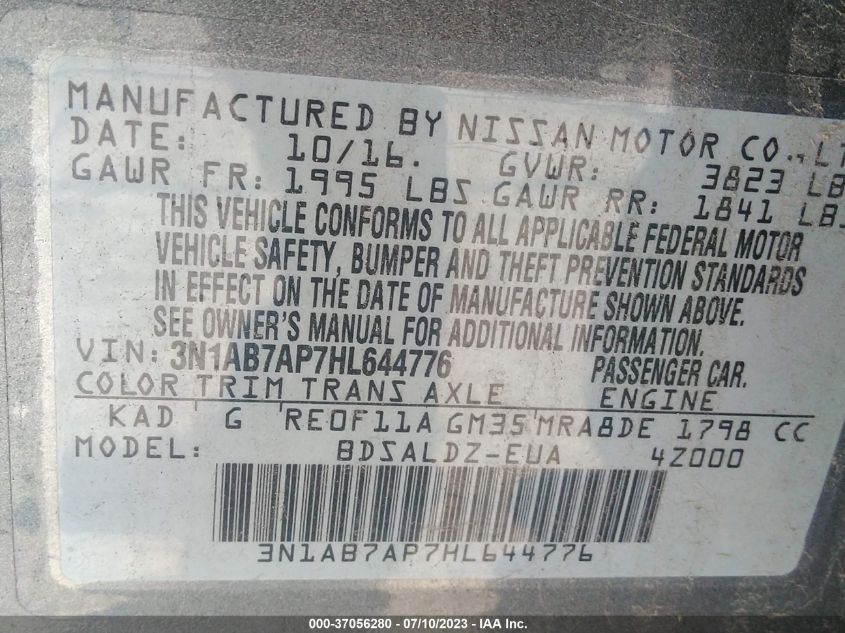 MANUFACTURED BY NISSAN MOTOR CO., LT
DATE: 10/16. GVWR: 3823 LB
GAWR FR: 1995 LBS GAWR RR: 1841 LBS
THIS VEHICLE CONFORMS TO ALL APPLICABLE FEDERAL MOTOR
VEHICLE SAFETY, BUMPER AND THEFT PREVENTION STANDARDS
IN EFFECT ON THE DATE OF MANUFACTURE SHOWN ABOVE.
SEE OWNER'S MANUAL FOR ADDITIONAL INFORMATION.
VIN: 3N1AB7AP7HL644776 PASSENGER CAR.
COLOR TRIM TRANS AXLE ENGINE
KAD G RE0F11A GM35 MRA8DE 1798 CC
MODEL: BDSALDZ-EUA 4Z000
3N1AB7AP7HL644776
000-37056280 - 07/10/2023 - IAA Inc.